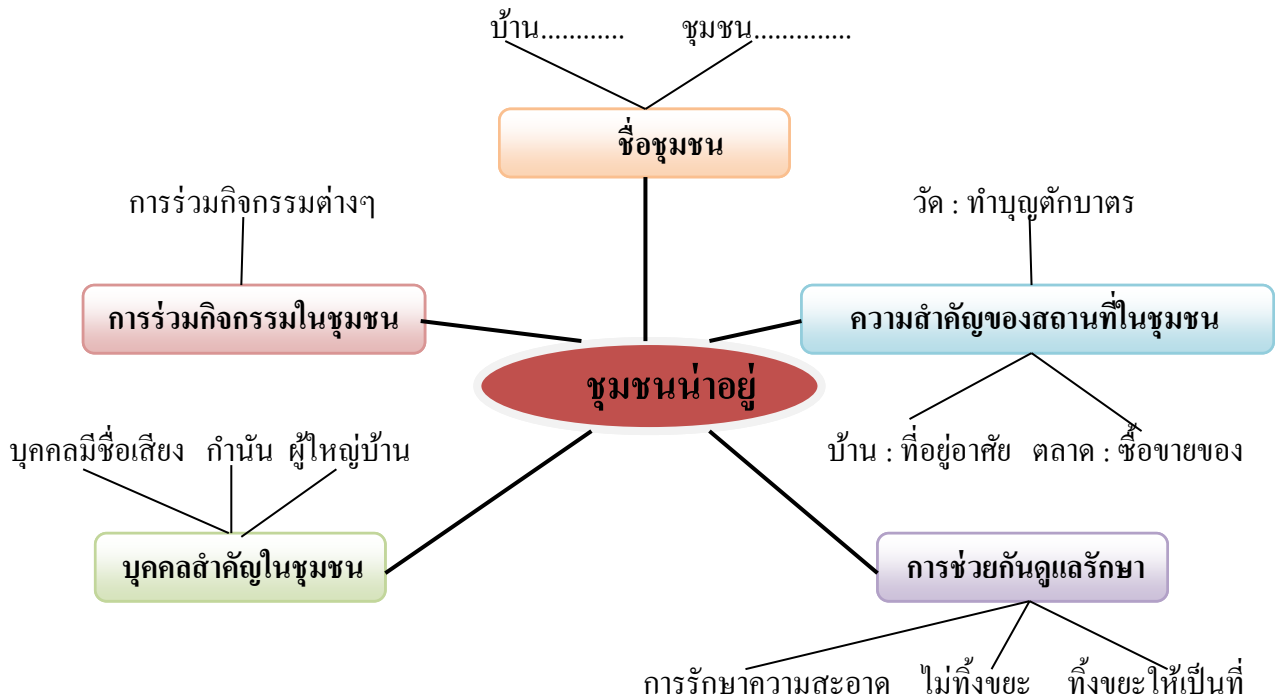 บ้าน............ ชุมชน..............
ชื่อชุมชน
การร่วมกิจกรรมต่างๆ
วัด : ทำบุญตักบาตร
การร่วมกิจกรรมในชุมชน
ความสำคัญของสถานที่ในชุมชน
ชุมชนน่าอยู่
บุคคลมีชื่อเสียง กำนัน ผู้ใหญ่บ้าน
บ้าน : ที่อยู่อาศัย ตลาด : ซื้อขายของ
บุคคลสำคัญในชุมชน
การช่วยกันดูแลรักษา
การรักษาความสะอาด ไม่ทิ้งขยะ ทิ้งขยะให้เป็นที่